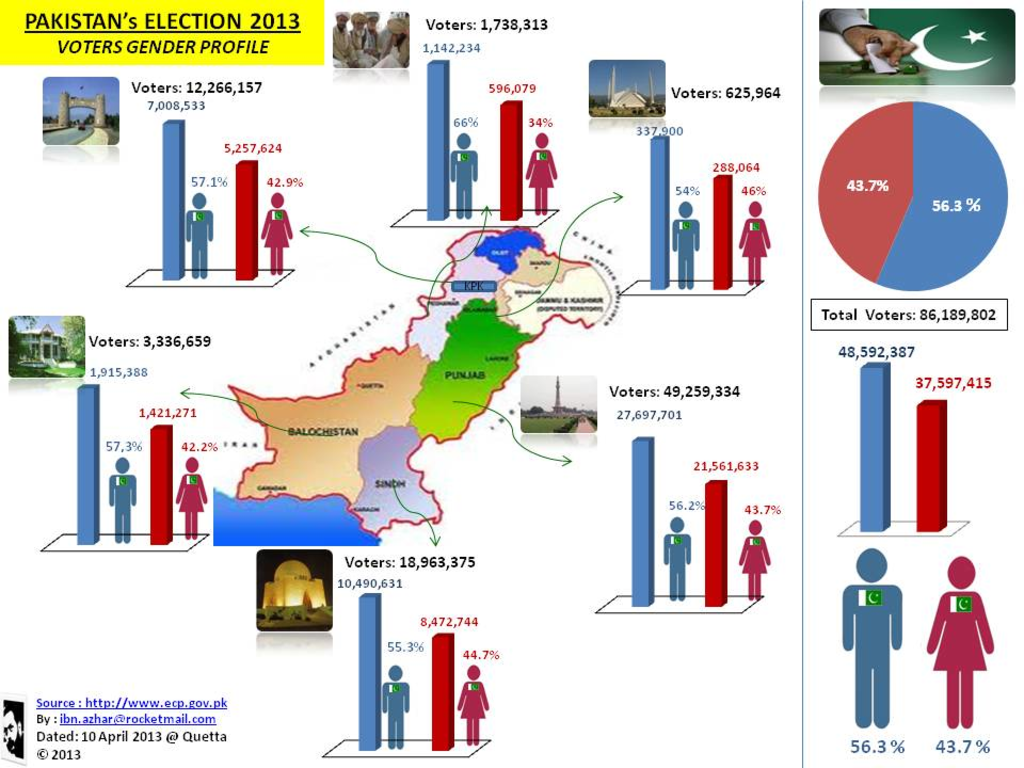 PAKISTAN's ELECTION 2013
VOTERS GENDER PROFILE
Voters: 12,266,157
7,008,533
5,257,624
57.1%
42.9%
Voters: 1,738,313
1,142,234
596,079
66%
34%
Voters: 625,964
337,900
288,064
54%
46%
Voters: 3,336,659
1,915,388
1,421,271
57,3%
42.2%
Voters: 49,259,334
27,697,701
21,561,633
56.2%
43.7%
Voters: 18,963,375
10,490,631
8,472,744
55.3%
44.7%
CHINA
AFGHANISTAN
IRAN
GILGIT
KPK
PESHAWAR
ISLAMABAD
SRINAGAR
JAMMU & KASHMIR
(DISPUTED TERRITORY)
LAHORE
PUNJAB
QUETTA
BALOCHISTAN
SINDH
GAWADAR
KARACHI
43.7%
56.3 %
Total Voters: 86,189,802
48,592,387
37,597,415
56.3 %
43.7 %
Source : http://www.ecp.gov.pk
By : ibn.azhar@rocketmail.com
Dated: 10 April 2013 @ Quetta
© 2013